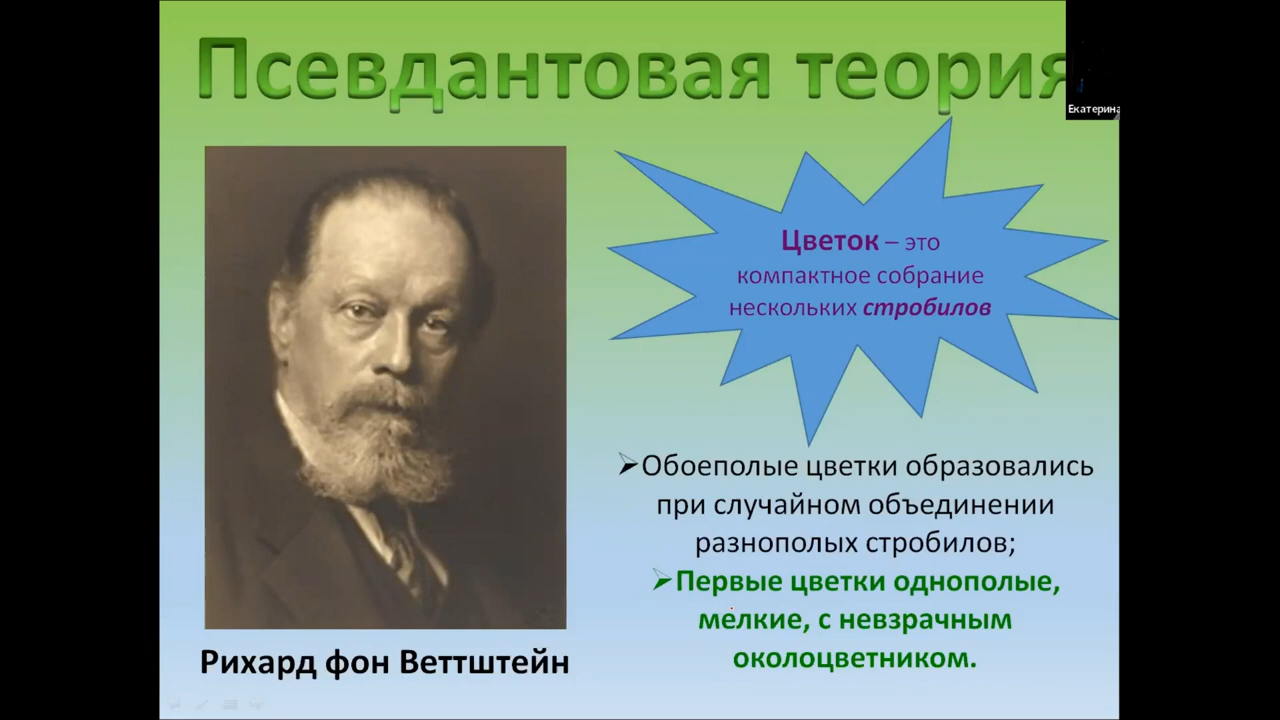 Псевдантовая теория
Екатерина
Цветок – это
компактное собрание
нескольких стробилов
➢Обоеполые цветки образовались
при случайном объединении
разнополых стробилов;
➢Первые цветки однополые,
мелкие, с невзрачным
околоцветником.
Рихард фон Веттштейн